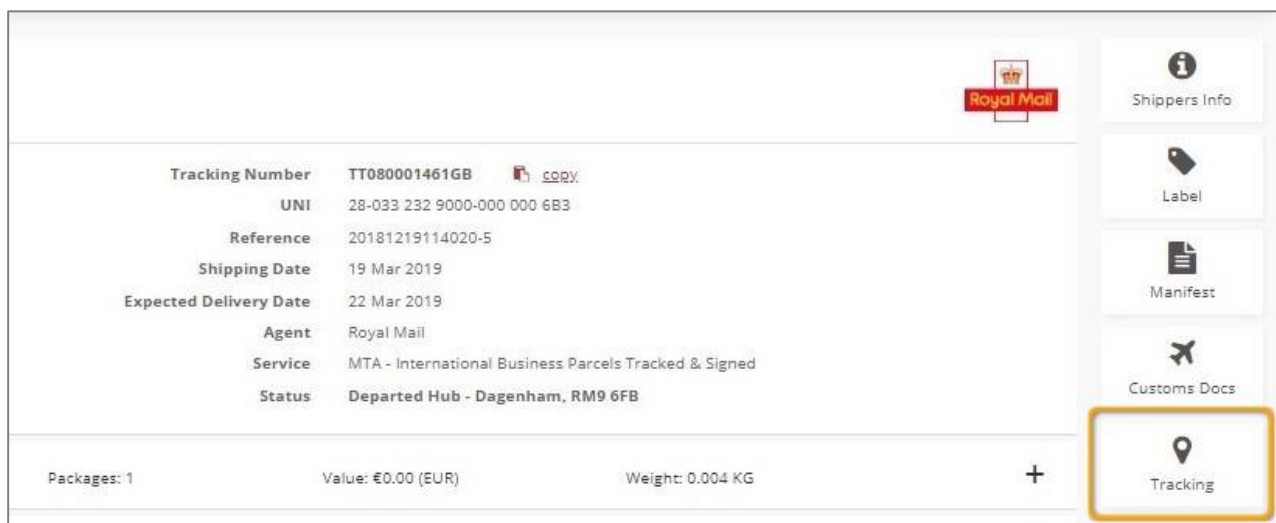 Royal Mail
Shippers Info
Tracking Number TT080001461GB copy
UNI 28-033 232 9000-000 000 6B3
Label
Reference 20181219114020-5
Shipping Date 19 Mar 2019
Manifest
Expected Delivery Date 22 Mar 2019
Agent Royal Mail
Service MTA - International Business Parcels Tracked & Signed
Customs Docs
Status Departed Hub - Dagenham, RM9 6FB
Packages: 1 Value: €0.00 (EUR) Weight: 0.004 KG +
Tracking